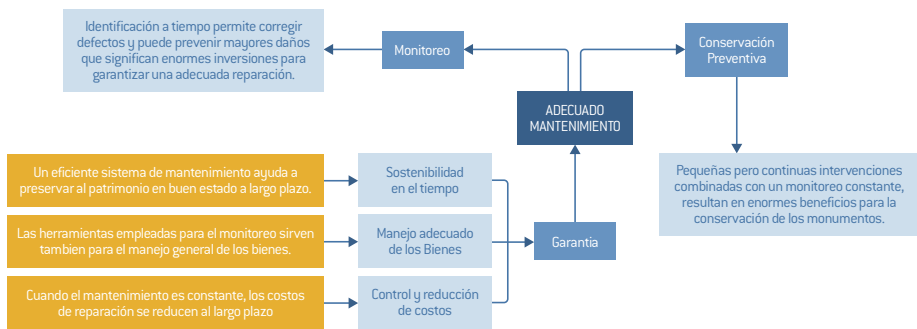 Identificación a tiempo permite corregir
defectos y puede prevenir mayores daños
que significan enormes inversiones para
garantizar una adecuada reparación.
Monitoreo
Conservación
Preventiva
ADECUADO
MANTENIMIENTO
Un eficiente sistema de mantenimiento ayuda a
preservar al patrimonio en buen estado a largo plazo.
Sostenibilidad
en el tiempo
Pequeñas pero continuas intervenciones
combinadas con un monitoreo constante,
resultan en enormes beneficios para la
conservación de los monumentos.
Las herramientas empleadas para el monitoreo sirven
tambien para el manejo general de los bienes.
Manejo adecuado
de los Bienes
Garantia
Cuando el mantenimiento es constante, los costos
de reparación se reducen al largo plazo
Control y reducción
de costos